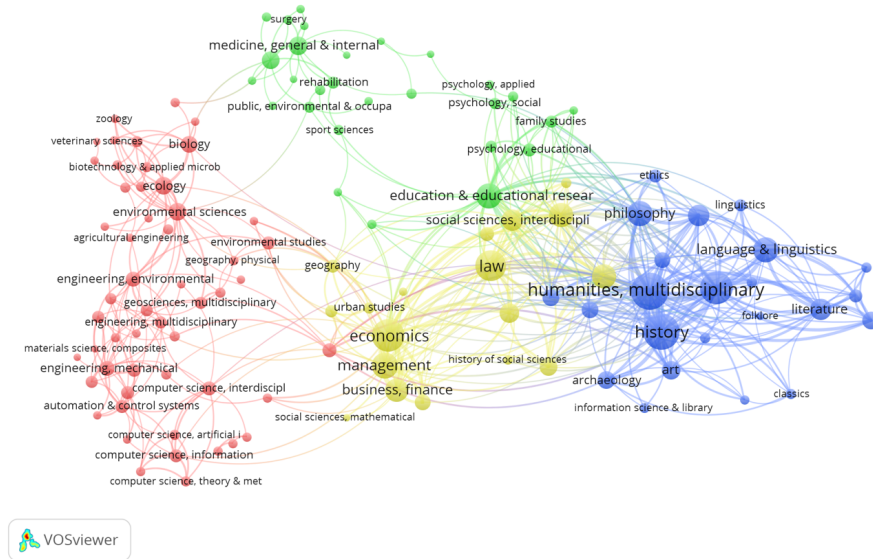 surgery
medicine, general & internal
rehabilitation
psychology, applied
public, environmental & occupa
psychology, social
zoology
sport sciences
family studies
veterinary sciences
biology
psychology, educational
biotechnology & applied microb
ethics
ecology
education & educational resear
environmental sciences
philosophy
linguistics
social sciences, interdiscipli
agricultural engineering
environmental studies
language & linguistics
geography, physical
geography
law
engineering, environmental
humanities, multidisciplinary
geosciences, multidisciplinary
urban studies
literature
folklore
engineering, multidisciplinary
history
economics
materials science, composites
history of social sciences
engineering, mechanical
management
art
archaeology
computer science, interdiscipl
business, finance
classics
automation & control systems
information science & library
social sciences, mathematical
computer science, artificial i
computer science, information
computer science, theory & met
VOSviewer